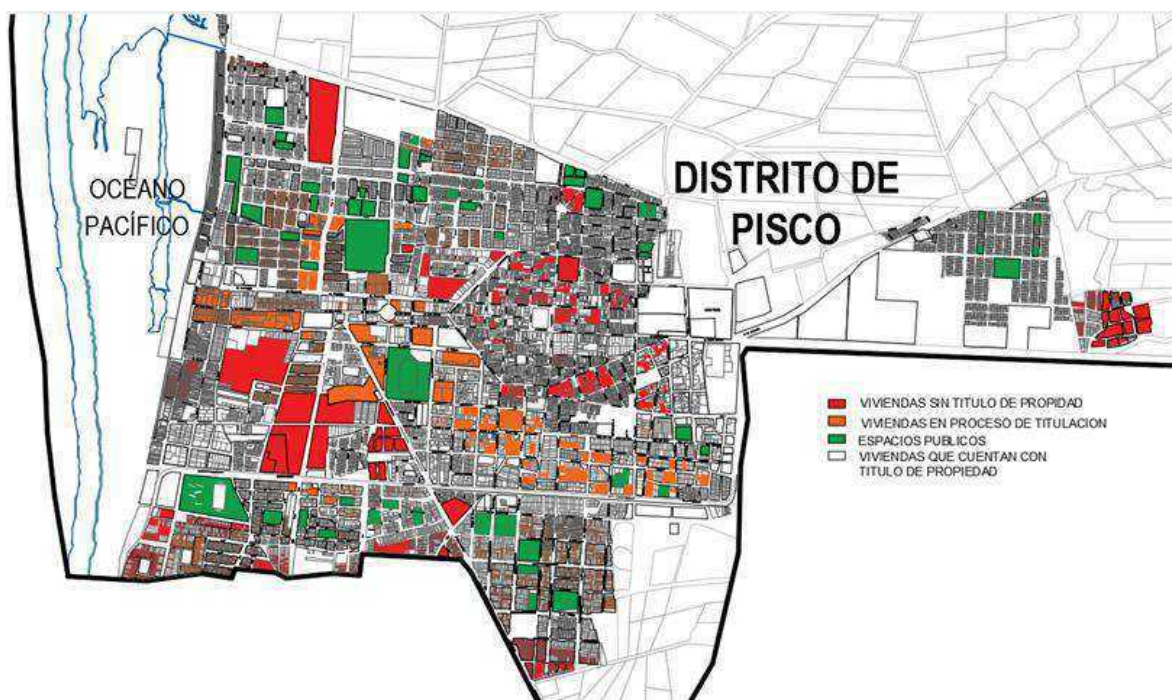 OCEANO
PACÍFICO
DISTRITO DE
PISCO
VIVIENDAS SIN TITULO DE PROPIDAD
VIVIENDAS EN PROCESO DE TITULACION
ESPACIOS PUBLICOS
VIVIENDAS QUE CUENTAN CON
TITULO DE PROPIEDAD